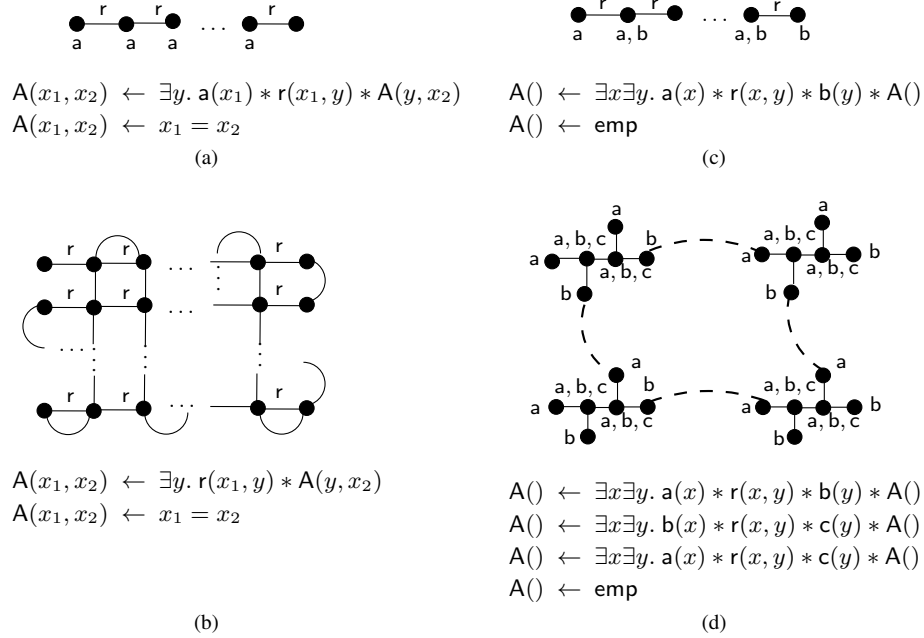 r r … r
a a a a
A(x₁, x₂) ← ∃y. a(x₁) ∗ r(x₁, y) ∗ A(y, x₂)
A(x₁, x₂) ← x₁ = x₂
(a)
r r … r
a a, b a, b b
A() ← ∃x∃y. a(x) ∗ r(x, y) ∗ b(y) ∗ A()
A() ← emp
(c)
r r … r
r r … r
… …
r r … r
A(x₁, x₂) ← ∃y. r(x₁, y) ∗ A(y, x₂)
A(x₁, x₂) ← x₁ = x₂
(b)
a a
a, b, c b a, b, c b
a a, b, c a a, b, c
b b
a a
a, b, c b a, b, c b
a a, b, c a a, b, c
b b
A() ← ∃x∃y. a(x) ∗ r(x, y) ∗ b(y) ∗ A()
A() ← ∃x∃y. b(x) ∗ r(x, y) ∗ c(y) ∗ A()
A() ← ∃x∃y. a(x) ∗ r(x, y) ∗ c(y) ∗ A()
A() ← emp
(d)